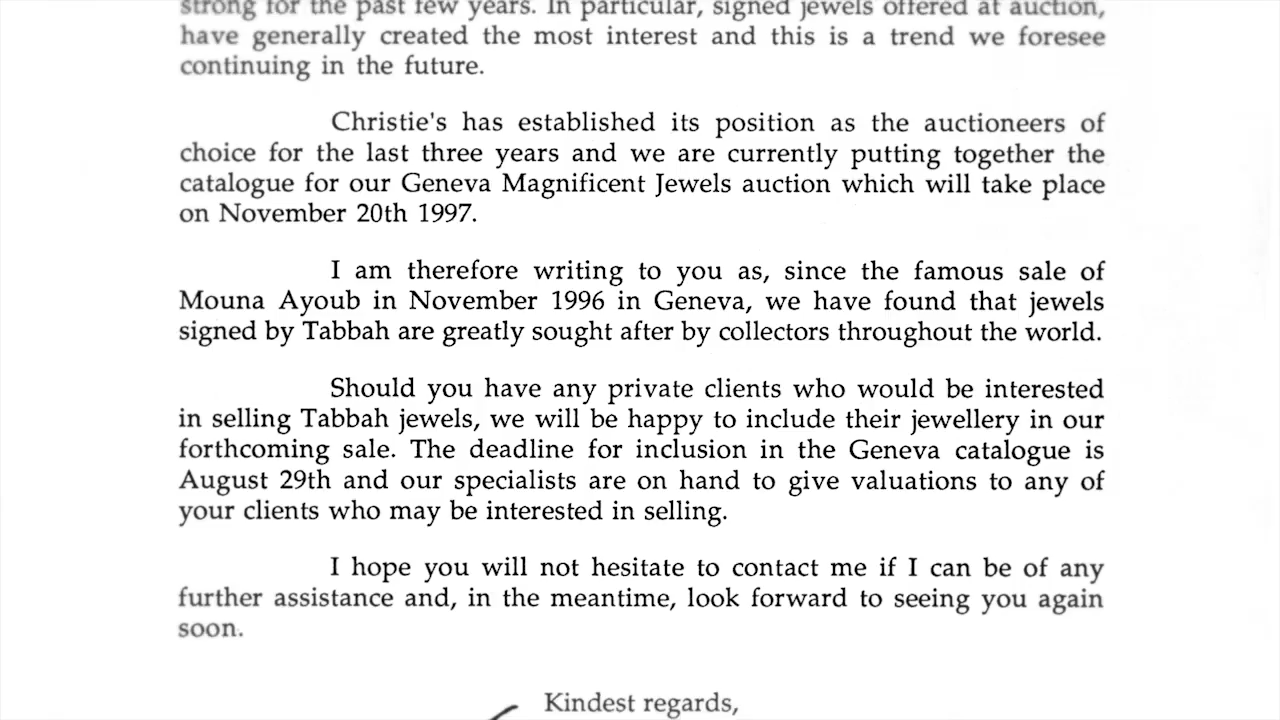 strong for the past few years. In particular, signed jewels offered at auction,
have generally created the most interest and this is a trend we foresee
continuing in the future.
Christie's has established its position as the auctioneers of
choice for the last three years and we are currently putting together the
catalogue for our Geneva Magnificent Jewels auction which will take place
on November 20th 1997.
I am therefore writing to you as, since the famous sale of
Mouna Ayoub in November 1996 in Geneva, we have found that jewels
signed by Tabbah are greatly sought after by collectors throughout the world.
Should you have any private clients who would be interested
in selling Tabbah jewels, we will be happy to include their jewellery in our
forthcoming sale. The deadline for inclusion in the Geneva catalogue is
August 29th and our specialists are on hand to give valuations to any of
your clients who may be interested in selling.
I hope you will not hesitate to contact me if I can be of any
further assistance and, in the meantime, look forward to seeing you again
soon.
Kindest regards,